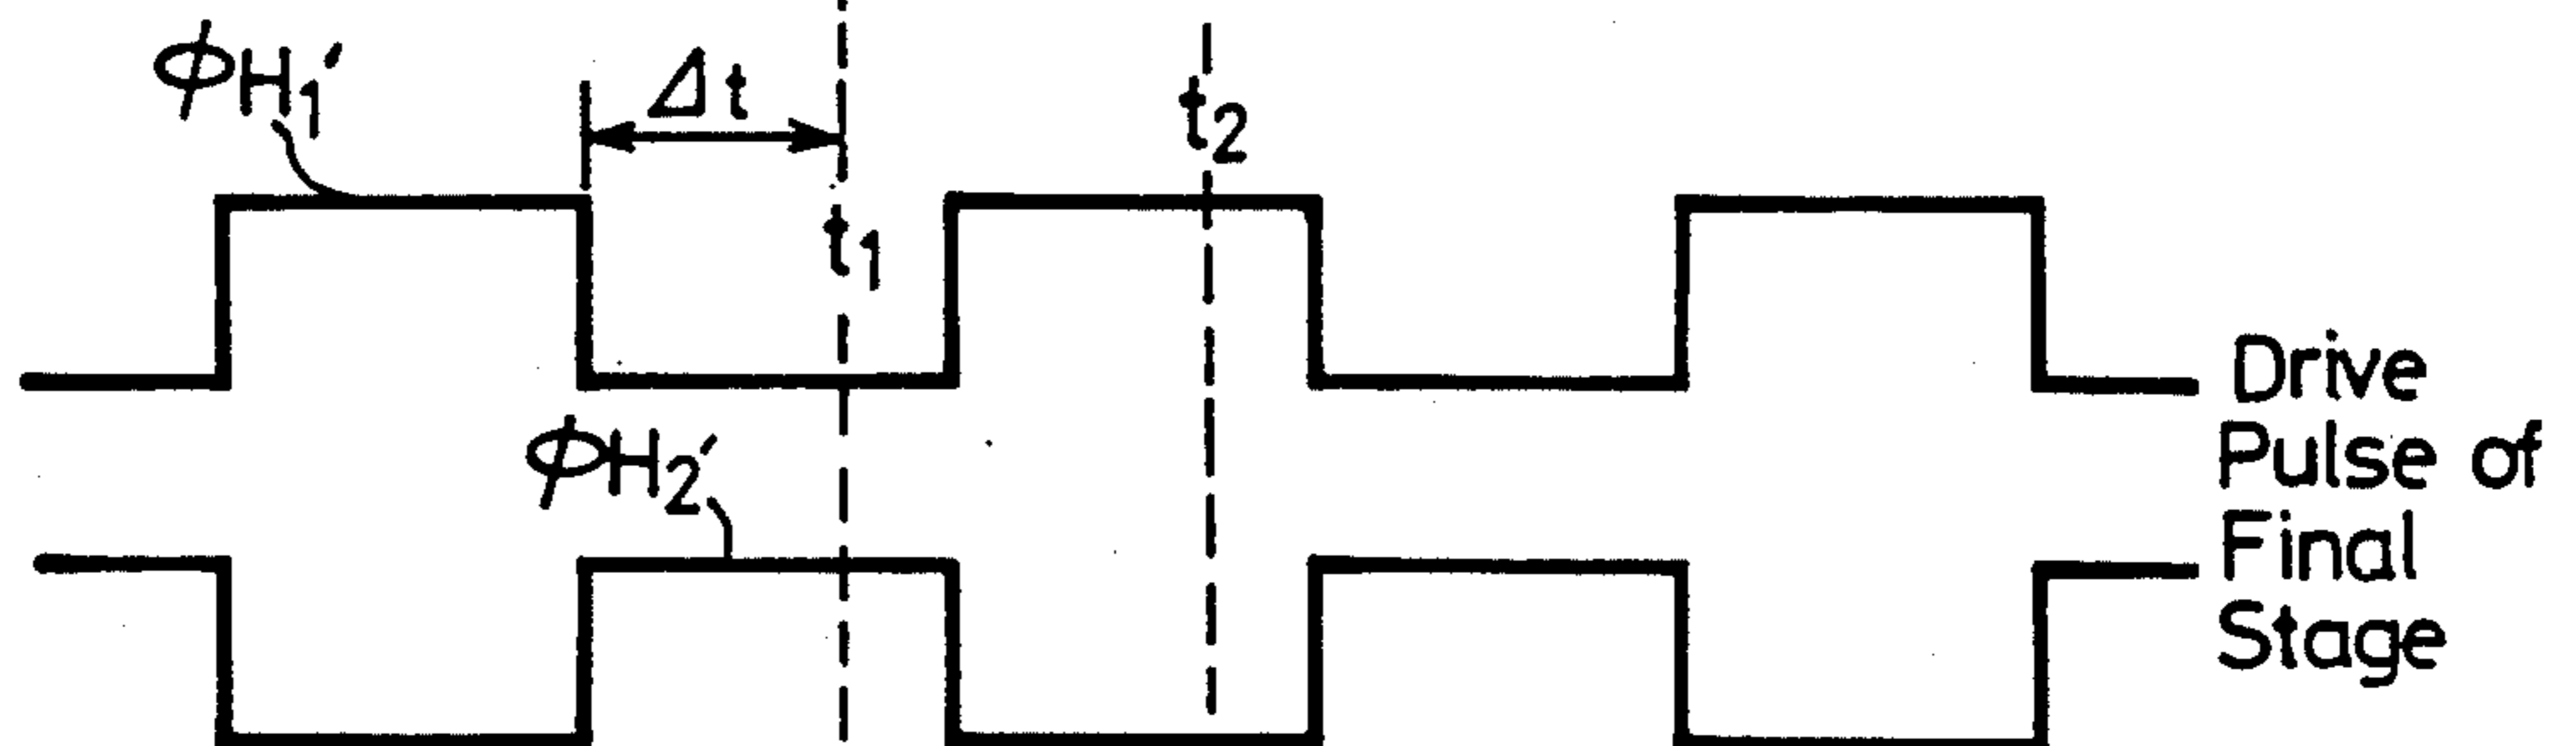 ϕH₁′
Δt
t₂
t₁
Drive
Pulse of
Final
Stage
ϕH₂′